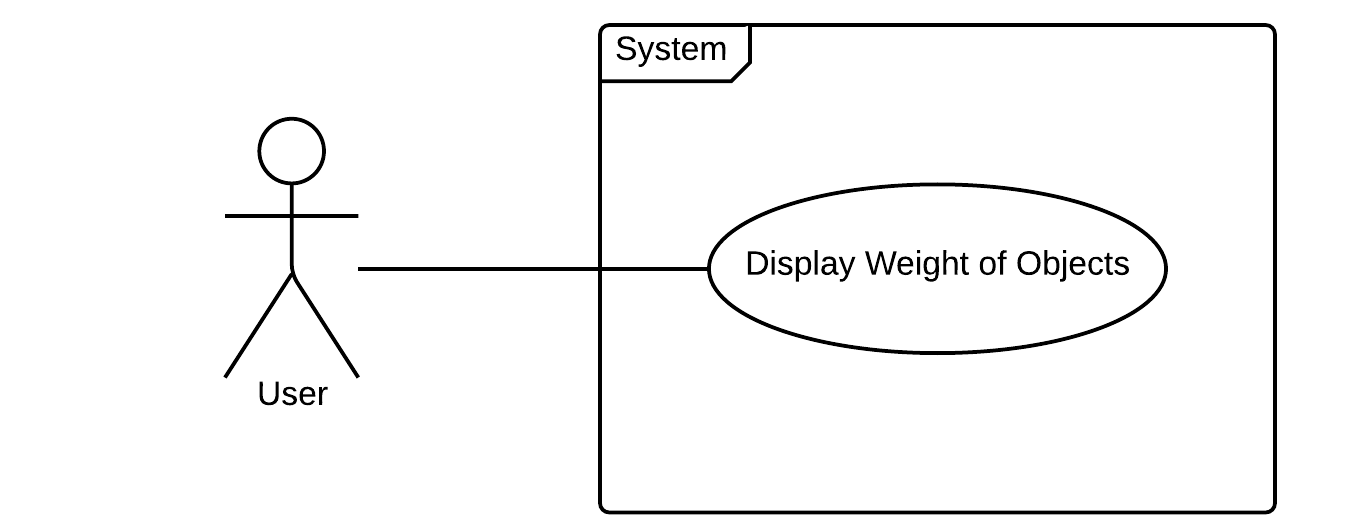 System
Display Weight of Objects
User